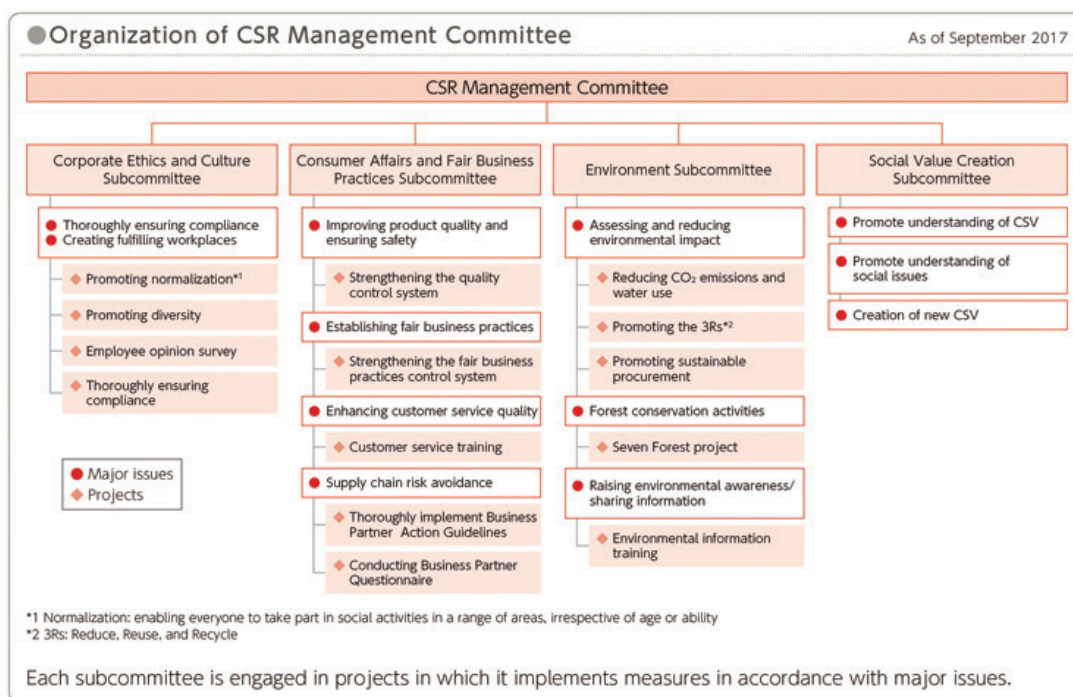 ●Organization of CSR Management Committee
As of September 2017
CSR Management Committee
Corporate Ethics and Culture
Subcommittee
● Thoroughly ensuring compliance
● Creating fulfilling workplaces
◆ Promoting normalization*1
◆ Promoting diversity
◆ Employee opinion survey
◆ Thoroughly ensuring
compliance
Consumer Affairs and Fair Business
Practices Subcommittee
● Improving product quality and
ensuring safety
◆ Strengthening the quality
control system
● Establishing fair business practices
◆ Strengthening the fair business
practices control system
● Enhancing customer service quality
◆ Customer service training
● Supply chain risk avoidance
◆ Thoroughly implement Business
Partner Action Guidelines
◆ Conducting Business Partner
Questionnaire
Environment Subcommittee
● Assessing and reducing
environmental impact
◆ Reducing CO₂ emissions and
water use
◆ Promoting the 3Rs*2
◆ Promoting sustainable
procurement
● Forest conservation activities
◆ Seven Forest project
● Raising environmental awareness/
sharing information
◆ Environmental information
training
Social Value Creation
Subcommittee
● Promote understanding of CSV
● Promote understanding of
social issues
● Creation of new CSV
● Major issues
◆ Projects
*1 Normalization: enabling everyone to take part in social activities in a range of areas, irrespective of age or ability
*2 3Rs: Reduce, Reuse, and Recycle
Each subcommittee is engaged in projects in which it implements measures in accordance with major issues.